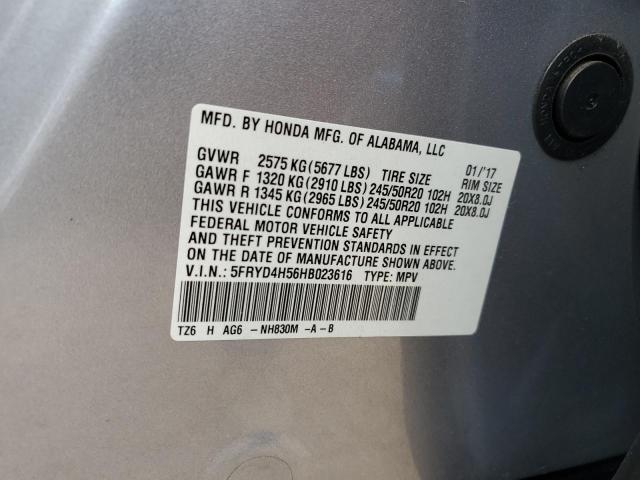 MFD. BY HONDA MFG. OF ALABAMA, LLC
01/'17
GVWR 2575 KG (5677 LBS) TIRE SIZE RIM SIZE
GAWR F 1320 KG (2910 LBS) 245/50R20 102H 20X8.0J
GAWR R 1345 KG (2965 LBS) 245/50R20 102H 20X8.0J
THIS VEHICLE CONFORMS TO ALL APPLICABLE
FEDERAL MOTOR VEHICLE SAFETY
AND THEFT PREVENTION STANDARDS IN EFFECT
ON THE DATE OF MANUFACTURE SHOWN ABOVE.
V.I.N.: 5FRYD4H56HB023616 TYPE: MPV
TZ6 H AG6 -NH830M -A-B